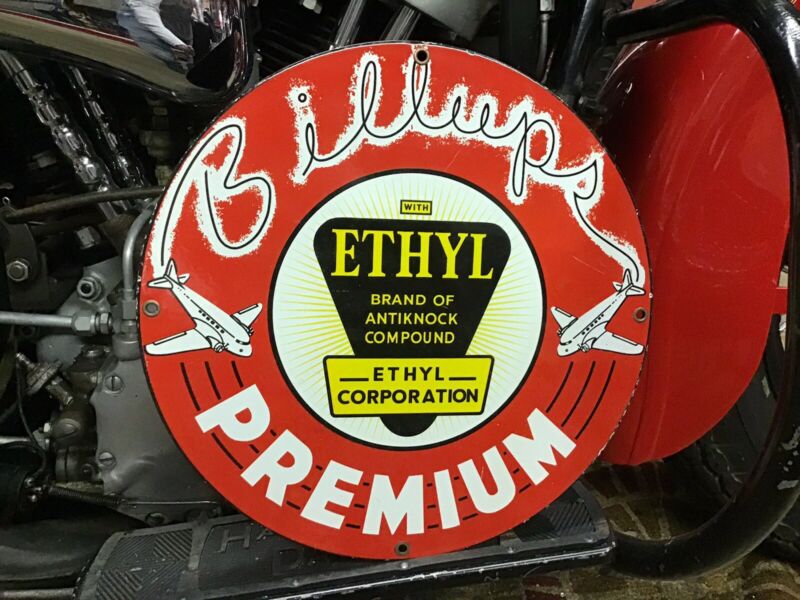 Billups
WITH
ETHYL
BRAND OF
ANTIKNOCK
COMPOUND
ETHYL
CORPORATION
PREMIUM